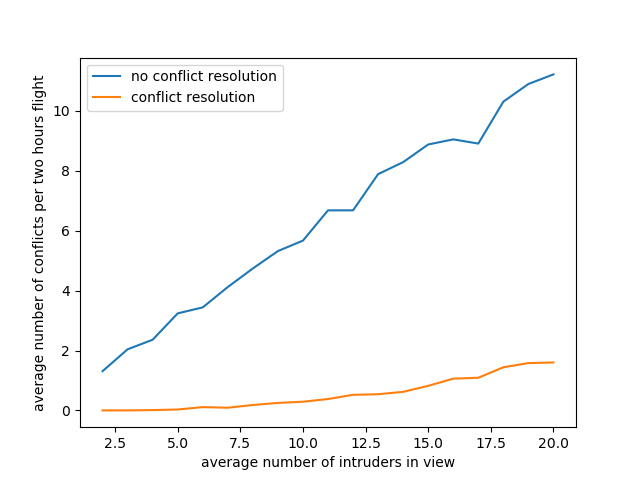 no conflict resolution
conflict resolution
average number of conflicts per two hours flight
10
8
6
4
2
0
2.5 5.0 7.5 10.0 12.5 15.0 17.5 20.0
average number of intruders in view